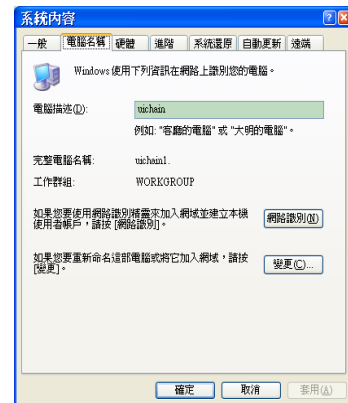 系統內容
一般 電腦名稱 硬體 進階 系統還原 自動更新 遠端
Windows 使用下列資訊在網路上識別您的電腦。
電腦描述(D): uichain
例如: "客廳的電腦" 或 "大明的電腦"。
完整電腦名稱: uichain1.
工作群組: WORKGROUP
如果您要使用網路識別精靈來加入網域並建立本機
使用者帳戶，請按 [網路識別]。
網路識別(N)
如果您要重新命名這部電腦或將它加入網域，請按
[變更]。
變更(C)...
確定 取消 套用(A)